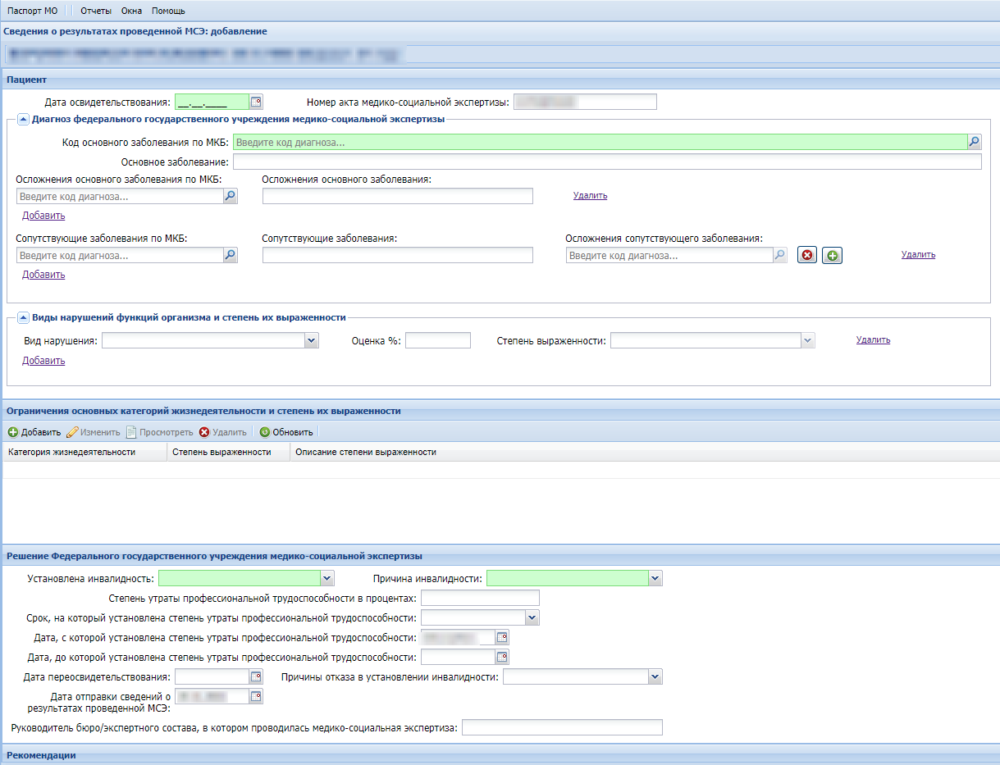 Паспорт МО Отчеты Окна Помощь
Сведения о результатах проведенной МСЭ: добавление
Пациент
Дата освидетельствования: __.__.____ Номер акта медико-социальной экспертизы:
Диагноз федерального государственного учреждения медико-социальной экспертизы
Код основного заболевания по МКБ: Введите код диагноза...
Основное заболевание:
Осложнения основного заболевания по МКБ: Осложнения основного заболевания:
Введите код диагноза... Удалить
Добавить
Сопутствующие заболевания по МКБ: Сопутствующие заболевания: Осложнения сопутствующего заболевания:
Введите код диагноза... Введите код диагноза... Удалить
Добавить
Виды нарушений функций организма и степень их выраженности
Вид нарушения: Оценка %: Степень выраженности: Удалить
Добавить
Ограничения основных категорий жизнедеятельности и степень их выраженности
Добавить Изменить Просмотреть Удалить Обновить
Категория жизнедеятельности Степень выраженности Описание степени выраженности
Решение Федерального государственного учреждения медико-социальной экспертизы
Установлена инвалидность: Причина инвалидности:
Степень утраты профессиональной трудоспособности в процентах:
Срок, на который установлена степень утраты профессиональной трудоспособности:
Дата, с которой установлена степень утраты профессиональной трудоспособности:
Дата, до которой установлена степень утраты профессиональной трудоспособности:
Дата переосвидетельствования: Причины отказа в установлении инвалидности:
Дата отправки сведений о
результатах проведенной МСЭ:
Руководитель бюро/экспертного состава, в котором проводилась медико-социальная экспертиза:
Рекомендации